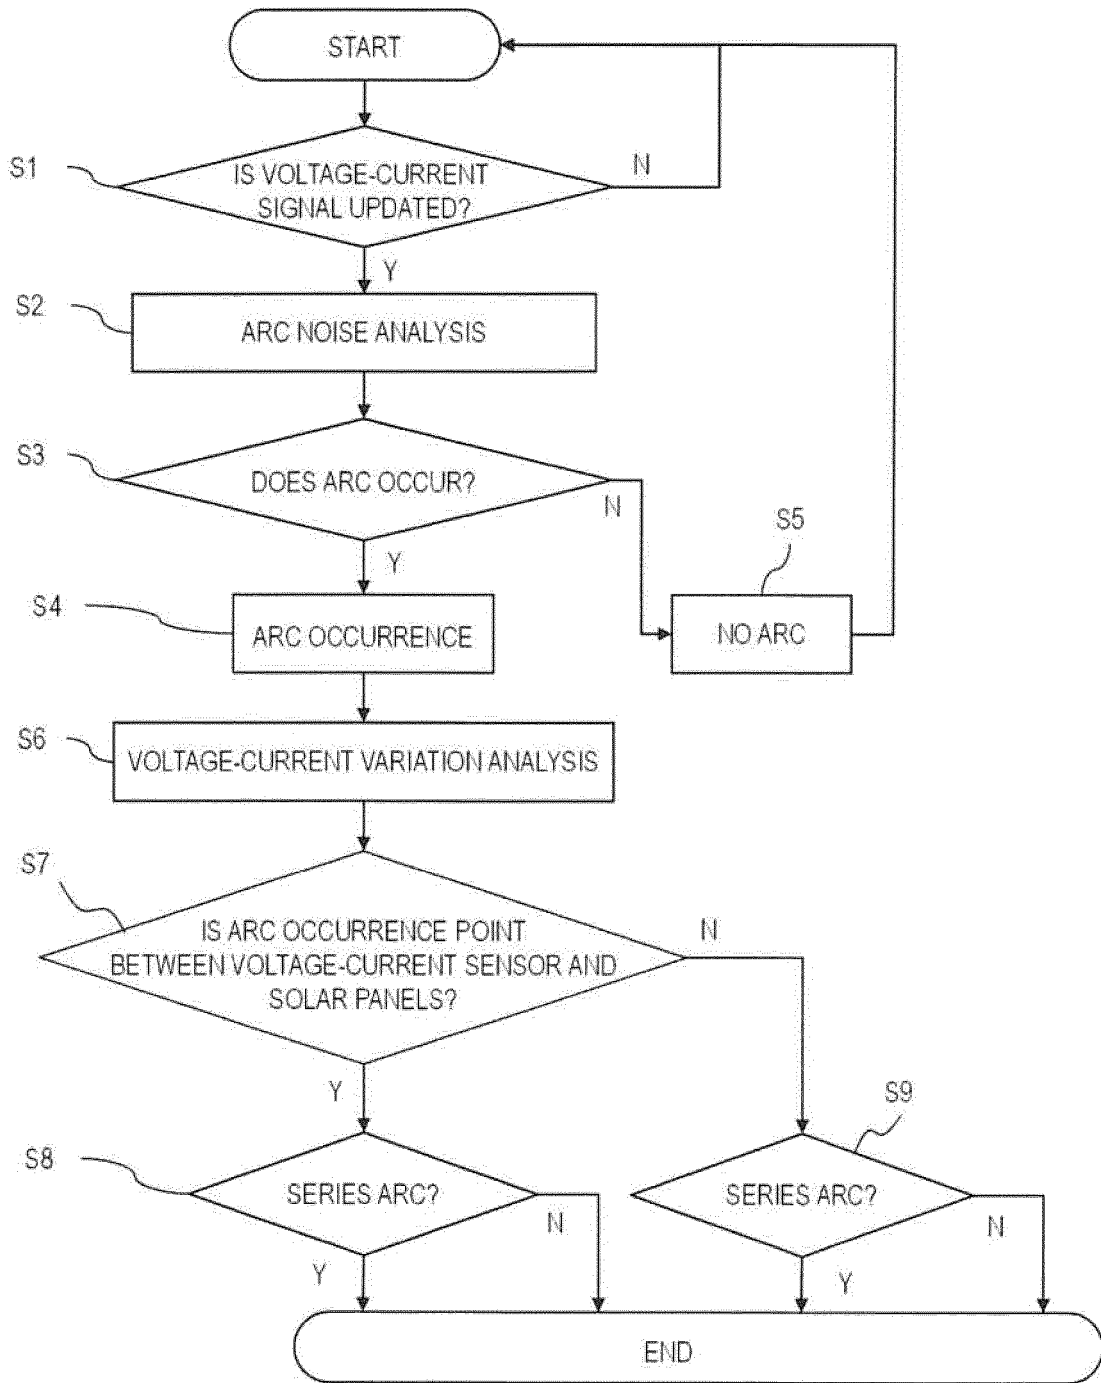 START
S1
IS VOLTAGE-CURRENT
SIGNAL UPDATED?
N
Y
S2
ARC NOISE ANALYSIS
S3
DOES ARC OCCUR?
N
Y
S5
NO ARC
S4
ARC OCCURRENCE
S6
VOLTAGE-CURRENT VARIATION ANALYSIS
S7
IS ARC OCCURRENCE POINT
BETWEEN VOLTAGE-CURRENT SENSOR AND
SOLAR PANELS?
N
Y
S8
SERIES ARC?
N
Y
S9
SERIES ARC?
N
Y
END